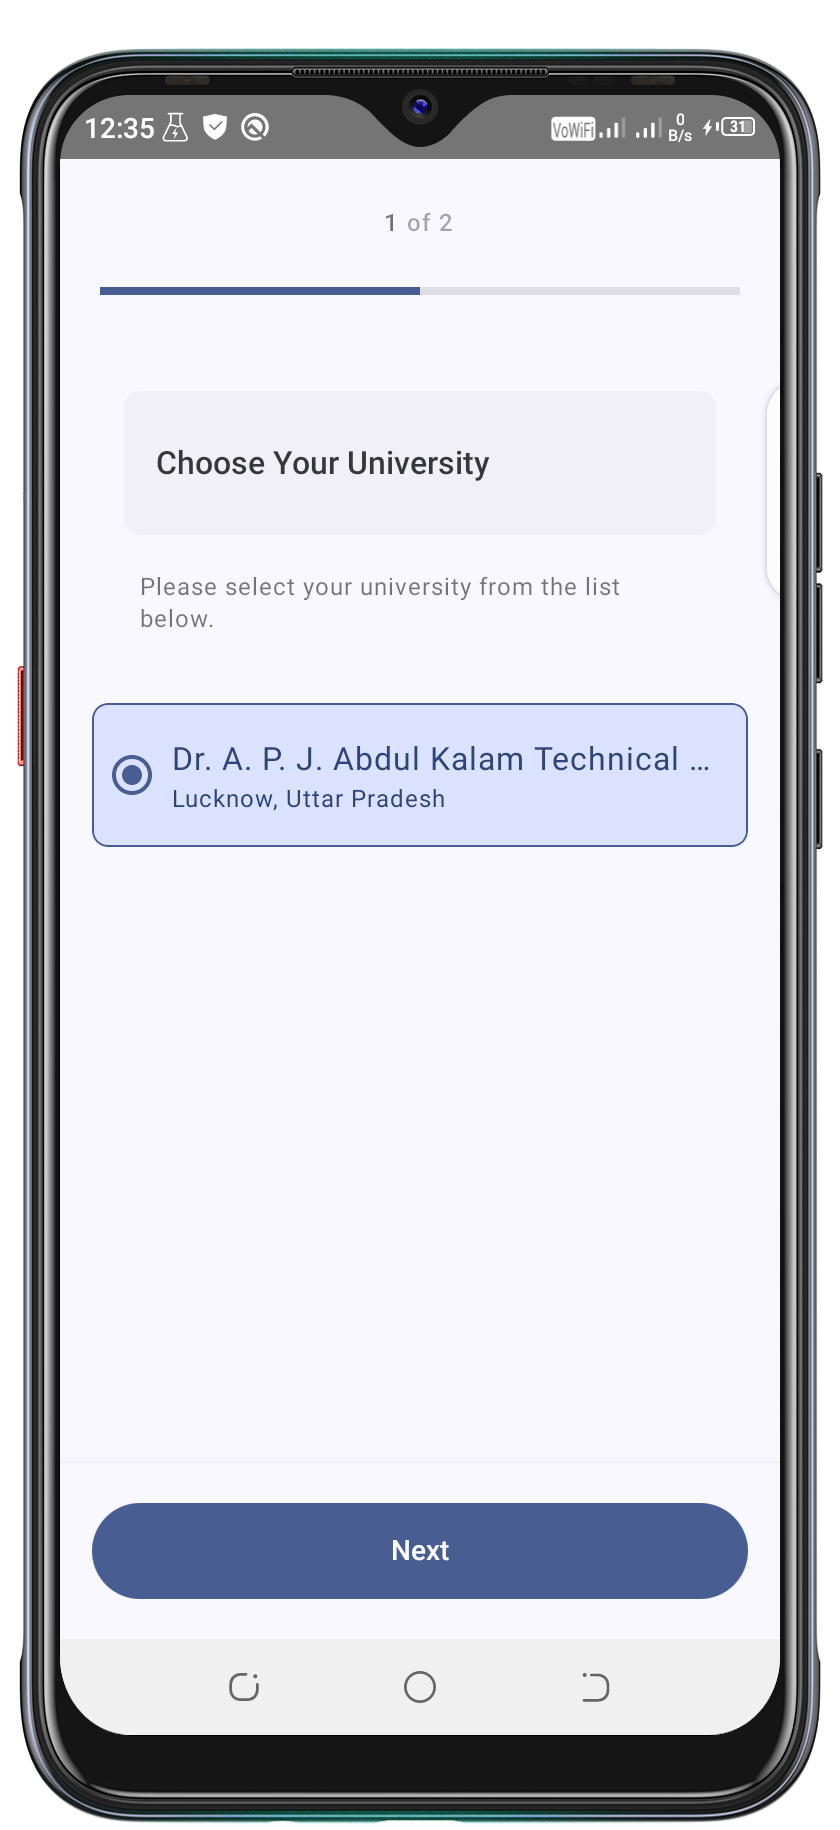 12:35 VoWiFi 0 B/s 31
1 of 2
Choose Your University
Please select your university from the list
below.
Dr. A. P. J. Abdul Kalam Technical ...
Lucknow, Uttar Pradesh
Next